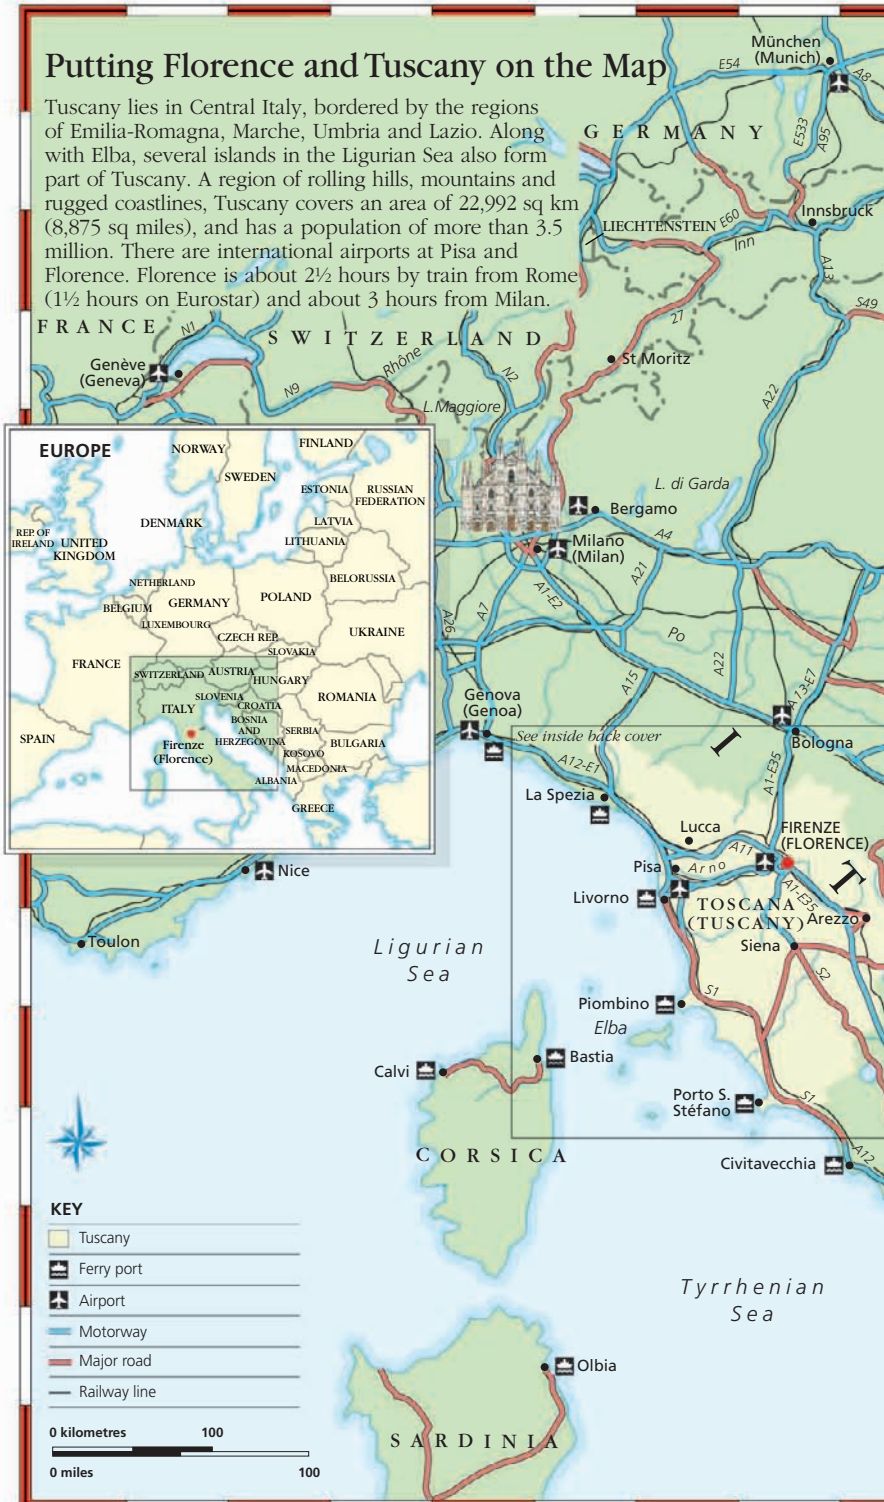 Putting Florence and Tuscany on the Map
Tuscany lies in Central Italy, bordered by the regions
of Emilia-Romagna, Marche, Umbria and Lazio. Along
with Elba, several islands in the Ligurian Sea also form
part of Tuscany. A region of rolling hills, mountains and
rugged coastlines, Tuscany covers an area of 22,992 sq km
(8,875 sq miles), and has a population of more than 3.5
million. There are international airports at Pisa and
Florence. Florence is about 2½ hours by train from Rome
(1½ hours on Eurostar) and about 3 hours from Milan.
München
(Munich)
E54
A8
GERMANY
E533
A95
LIECHTENSTEIN
E60
Innsbruck
Inn
A13
S49
FRANCE
N1
SWITZERLAND
27
Genève
(Geneva)
Rhône
N9
N2
St Moritz
L.Maggiore
A22
EUROPE
NORWAY
FINLAND
SWEDEN
ESTONIA
RUSSIAN
FEDERATION
LATVIA
DENMARK
LITHUANIA
REP. OF
IRELAND
UNITED
KINGDOM
NETHERLAND
BELORUSSIA
BELGIUM
GERMANY
POLAND
LUXEMBOURG
CZECH REP.
UKRAINE
SLOVAKIA
FRANCE
SWITZERLAND
AUSTRIA
HUNGARY
SLOVENIA
ROMANIA
ITALY
CROATIA
BOSNIA
AND
HERZEGOVINA
SERBIA
SPAIN
Firenze
(Florence)
BULGARIA
KOSOVO
MACEDONIA
ALBANIA
GREECE
L. di Garda
Bergamo
Milano
(Milan)
A4
A21
A1-E2
A7
A26
Po
A15
A22
A13-E7
Genova
(Genoa)
See inside back cover
I
Bologna
A12-E1
A1-E35
La Spezia
Lucca
FIRENZE
(FLORENCE)
A11
Nice
Pisa
Arno
T
Livorno
A1-E35
TOSCANA
(TUSCANY)
Arezzo
Toulon
Ligurian
Sea
Siena
S2
Piombino
S1
Elba
Bastia
Calvi
Porto S.
Stéfano
S1
CORSICA
A12
Civitavecchia
KEY
Tuscany
Ferry port
Airport
Motorway
Major road
Railway line
Tyrrhenian
Sea
Olbia
0 kilometres 100
SARDINIA
0 miles 100